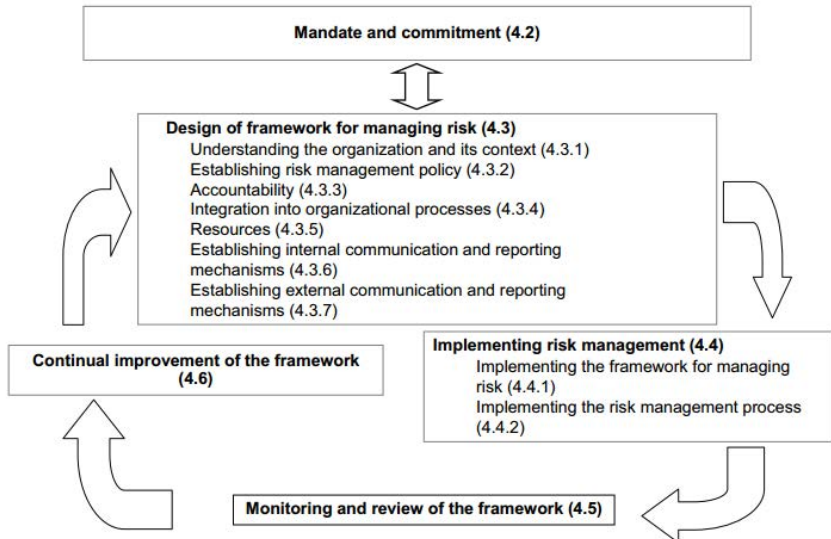 Mandate and commitment (4.2)
Design of framework for managing risk (4.3)
Understanding the organization and its context (4.3.1)
Establishing risk management policy (4.3.2)
Accountability (4.3.3)
Integration into organizational processes (4.3.4)
Resources (4.3.5)
Establishing internal communication and reporting
mechanisms (4.3.6)
Establishing external communication and reporting
mechanisms (4.3.7)
Implementing risk management (4.4)
Implementing the framework for managing
risk (4.4.1)
Implementing the risk management process
(4.4.2)
Monitoring and review of the framework (4.5)
Continual improvement of the framework
(4.6)